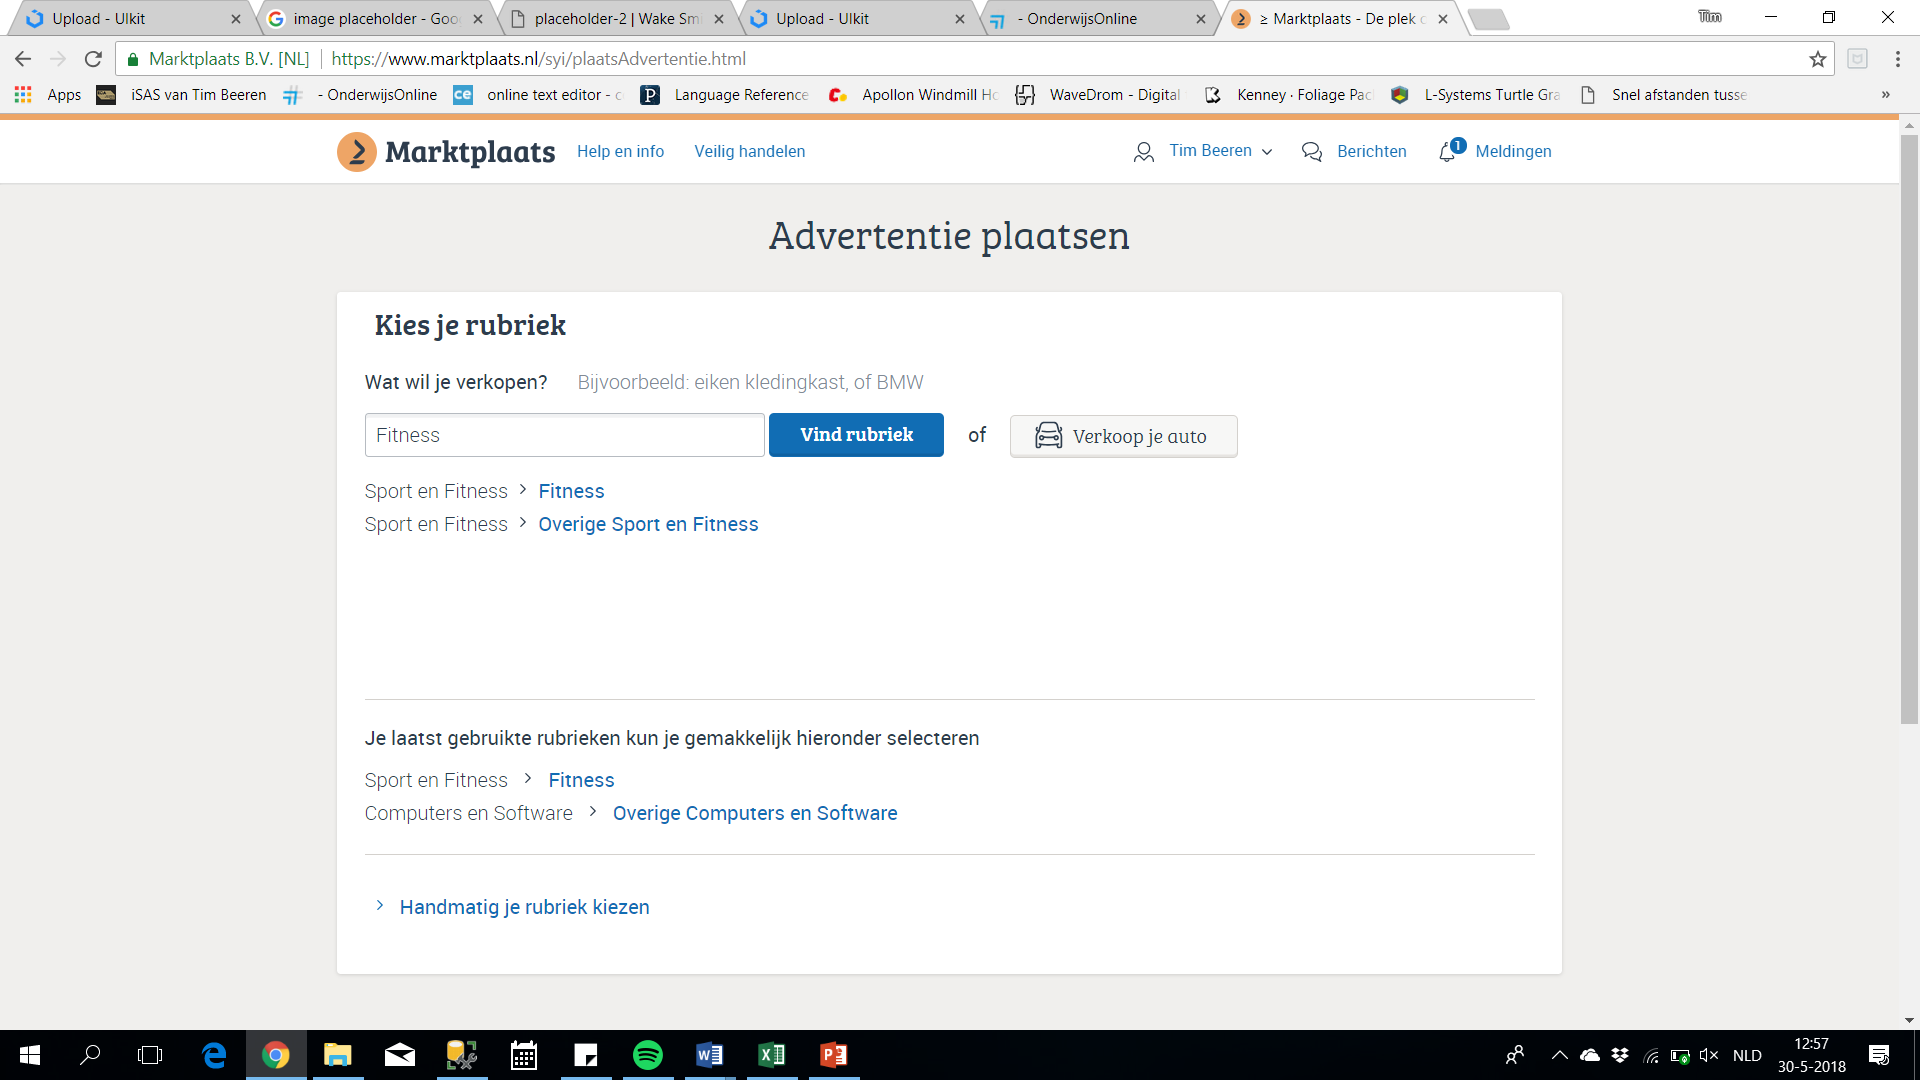 Upload - UIkit
image placeholder - Goo
placeholder-2 | Wake Smi
Upload - UIkit
- OnderwijsOnline
≥ Marktplaats - De plek
Tim
Marktplaats B.V. [NL]
https://www.marktplaats.nl/syi/plaatsAdvertentie.html
Apps
iSAS van Tim Beeren
- OnderwijsOnline
online text editor -
Language Reference
Apollon Windmill Ho
WaveDrom - Digital
Kenney · Foliage Pac
L-Systems Turtle Gra
Snel afstanden tusse
»
Marktplaats
Help en info
Veilig handelen
Tim Beeren
Berichten
1
Meldingen
Advertentie plaatsen
Kies je rubriek
Wat wil je verkopen? Bijvoorbeeld: eiken kledingkast, of BMW
Fitness
Vind rubriek
of
Verkoop je auto
Sport en Fitness > Fitness
Sport en Fitness > Overige Sport en Fitness
Je laatst gebruikte rubrieken kun je gemakkelijk hieronder selecteren
Sport en Fitness > Fitness
Computers en Software > Overige Computers en Software
> Handmatig je rubriek kiezen
NLD
12:57
30-5-2018